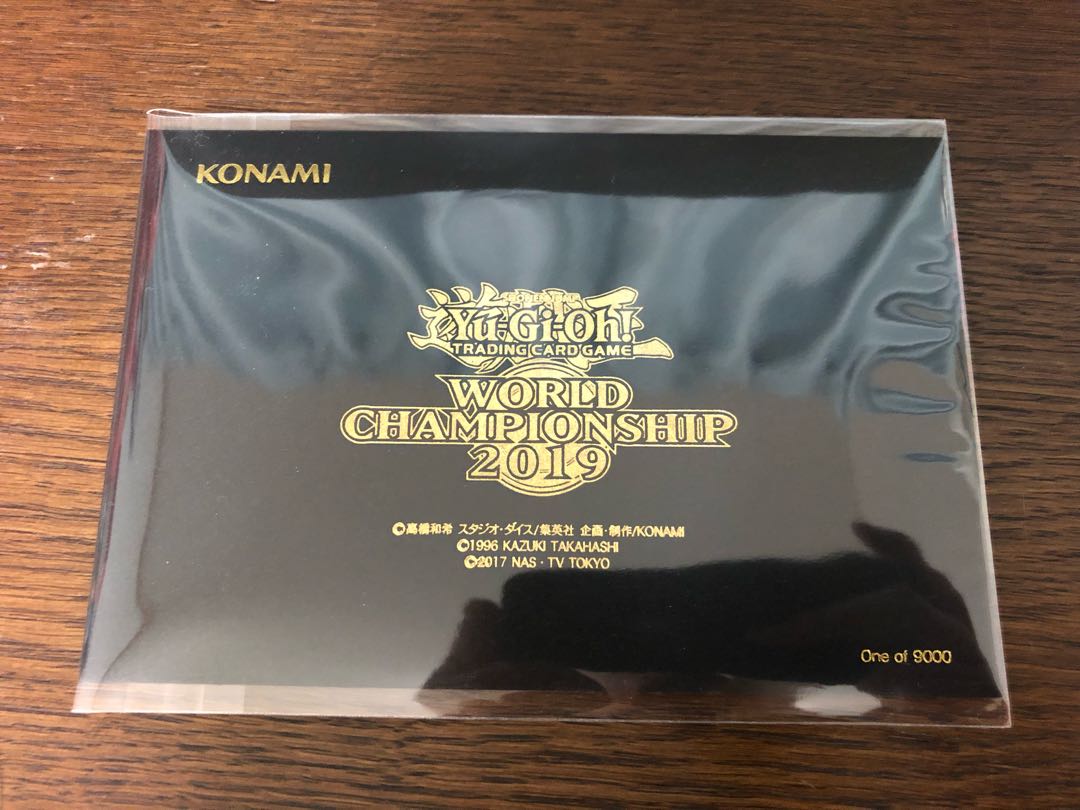 KONAMI
Yu-Gi-Oh!
TRADING CARD GAME
WORLD
CHAMPIONSHIP
2019
©高橋和希 スタジオ・ダイス/集英社 企画・制作/KONAMI
©1996 KAZUKI TAKAHASHI
©2017 NAS・TV TOKYO
One of 9000